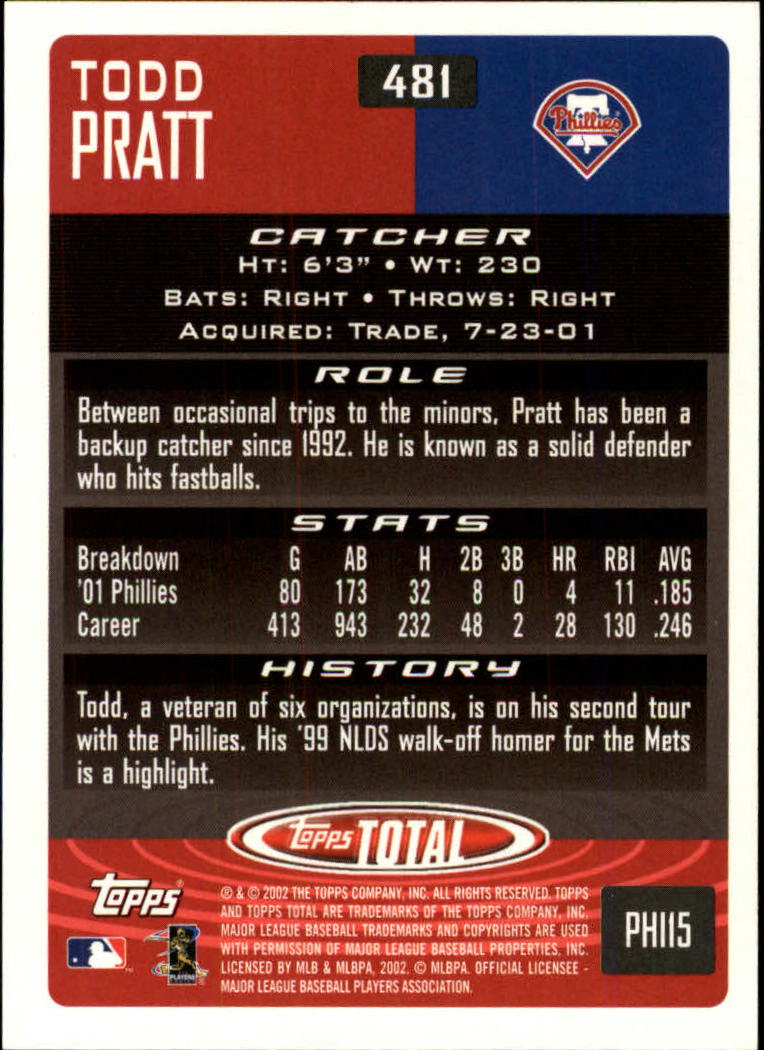 TODD
PRATT
481
Phillies
CATCHER
HT: 6'3" • WT: 230
BATS: RIGHT • THROWS: RIGHT
ACQUIRED: TRADE, 7-23-01
ROLE
Between occasional trips to the minors, Pratt has been a
backup catcher since 1992. He is known as a solid defender
who hits fastballs.
STATS
Breakdown G AB H 2B 3B HR RBI AVG
'01 Phillies 80 173 32 8 0 4 11 .185
Career 413 943 232 48 2 28 130 .246
HISTORY
Todd, a veteran of six organizations, is on his second tour
with the Phillies. His '99 NLDS walk-off homer for the Mets
is a highlight.
Topps TOTAL
Topps®
® & © 2002 THE TOPPS COMPANY, INC. ALL RIGHTS RESERVED. TOPPS
AND TOPPS TOTAL ARE TRADEMARKS OF THE TOPPS COMPANY, INC.
MAJOR LEAGUE BASEBALL TRADEMARKS AND COPYRIGHTS ARE USED
WITH PERMISSION OF MAJOR LEAGUE BASEBALL PROPERTIES, INC.
LICENSED BY MLB & MLBPA, 2002. © MLBPA. OFFICIAL LICENSEE -
MAJOR LEAGUE BASEBALL PLAYERS ASSOCIATION.
PLAYERS
PHI15